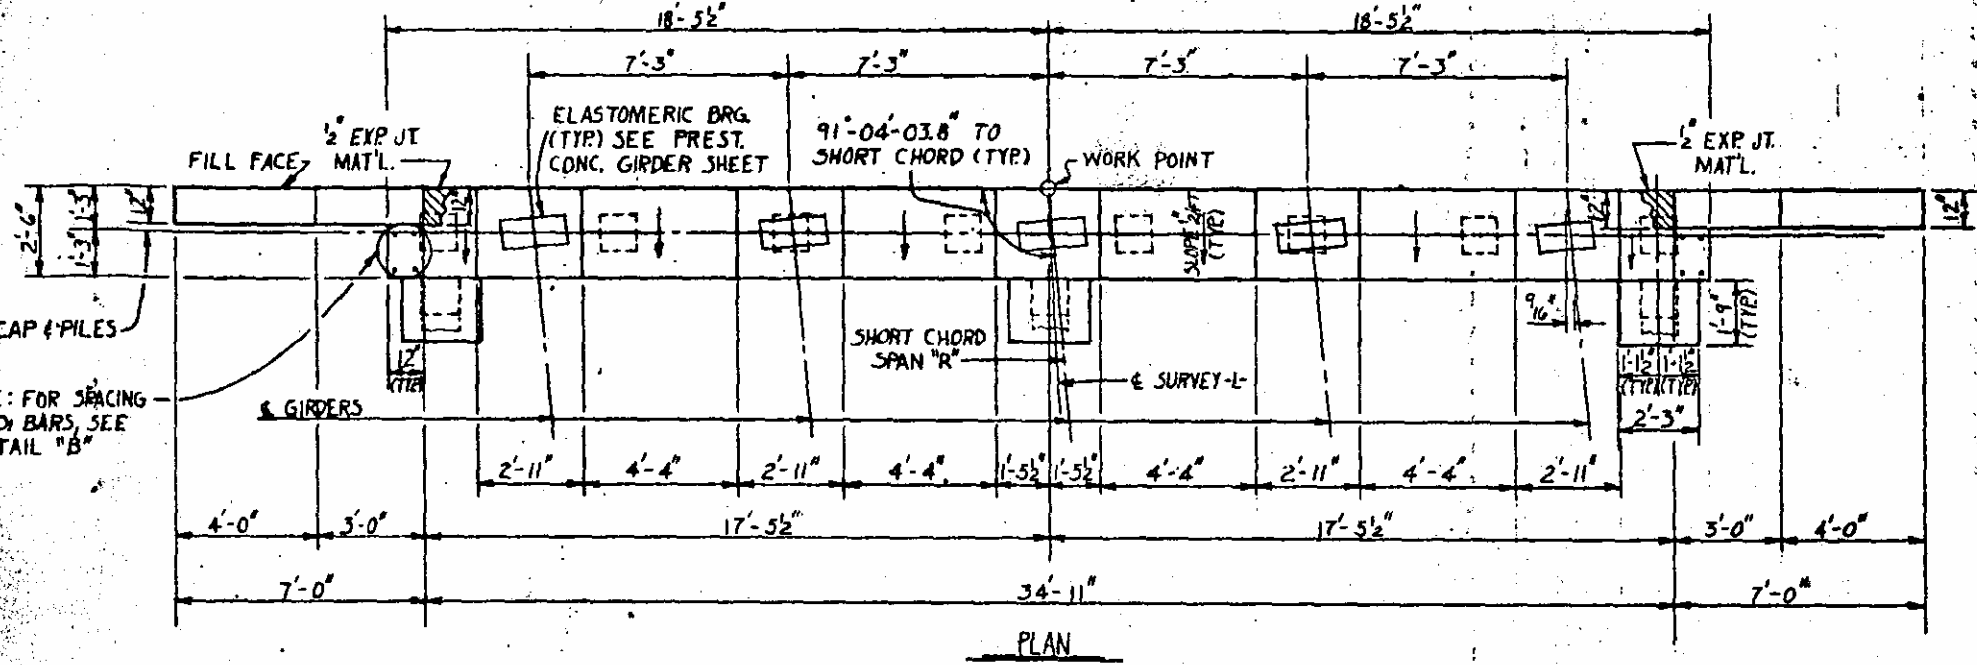 18'-5½"
18'-5½"
7'-3"
7'-3"
7'-3"
7'-3"
½" EXP. JT.
MAT'L.
ELASTOMERIC BRG.
(TYP.) SEE PREST.
CONC. GIRDER SHEET
91°-04'-03.8" TO
SHORT CHORD (TYP.)
WORK POINT
½" EXP. JT.
MAT'L.
FILL FACE
2'-6"
1'-3"
1'-3"
12"
12"
SLOPE ½"/FT.
(TYP.)
12"
12"
CAP & PILES
: FOR SPACING
BARS, SEE
TAIL "B"
12"
(TYP.)
℄ GIRDERS
SHORT CHORD
SPAN "R"
℄ SURVEY-L-
9/16"
1'-9"
(TYP.)
1'-1½"
(TYP.)
1'-1½"
(TYP.)
2'-3"
2'-11"
4'-4"
2'-11"
4'-4"
1'-5½"
1'-5½"
4'-4"
2'-11"
4'-4"
2'-11"
4'-0"
3'-0"
17'-5½"
17'-5½"
3'-0"
4'-0"
7'-0"
34'-11"
7'-0"
PLAN